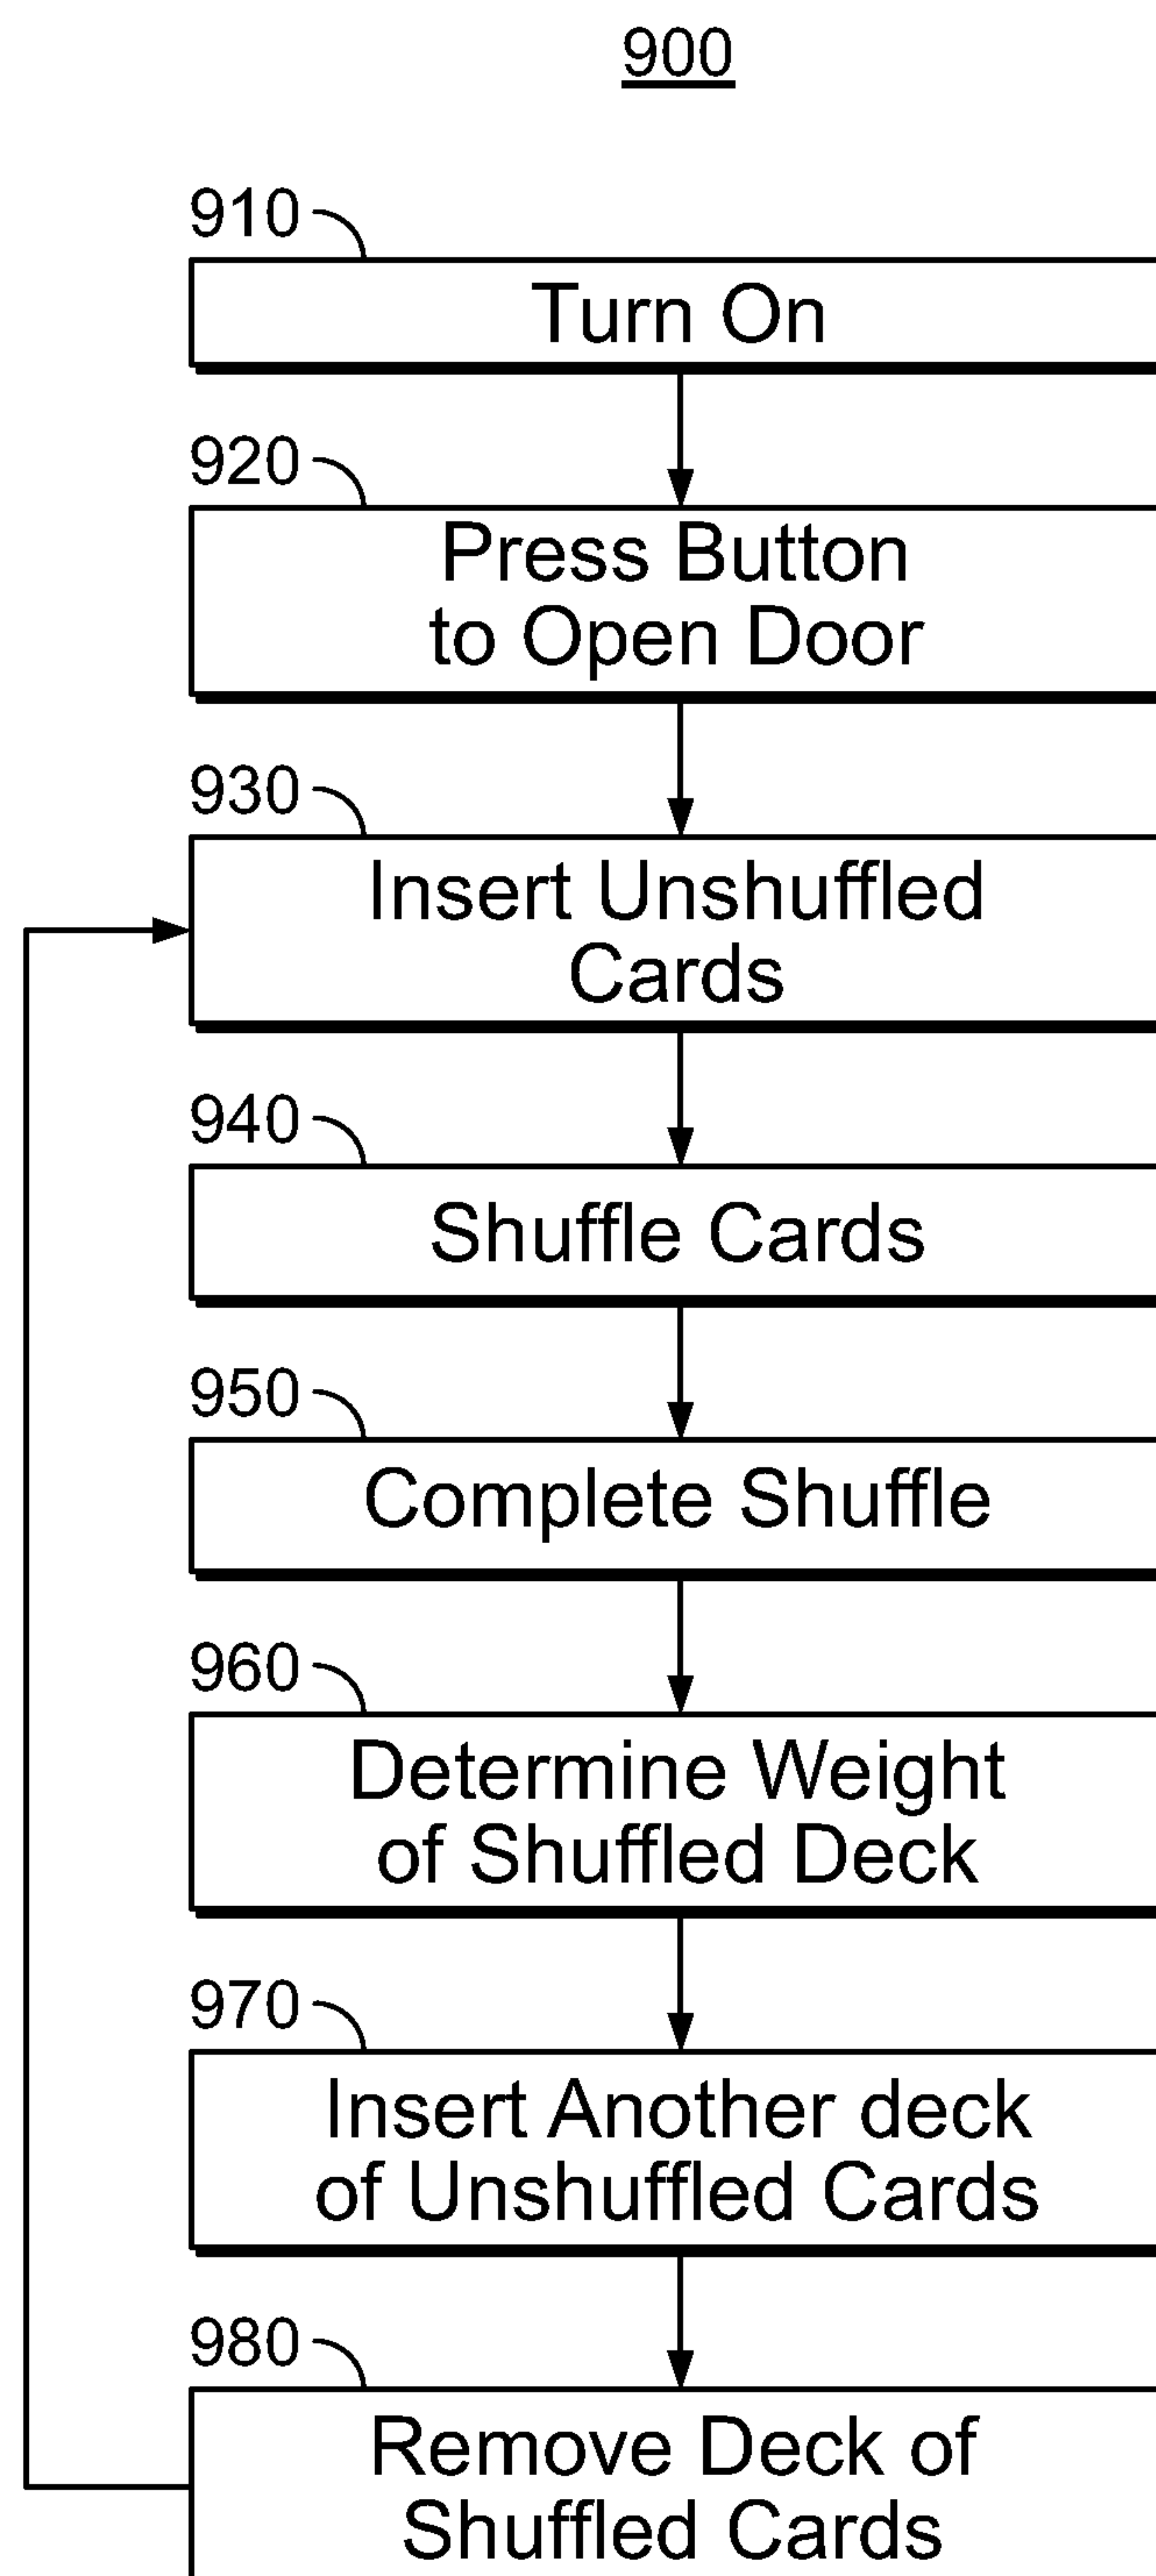 900
910
Turn On
920
Press Button
to Open Door
930
Insert Unshuffled
Cards
940
Shuffle Cards
950
Complete Shuffle
960
Determine Weight
of Shuffled Deck
970
Insert Another deck
of Unshuffled Cards
980
Remove Deck of
Shuffled Cards